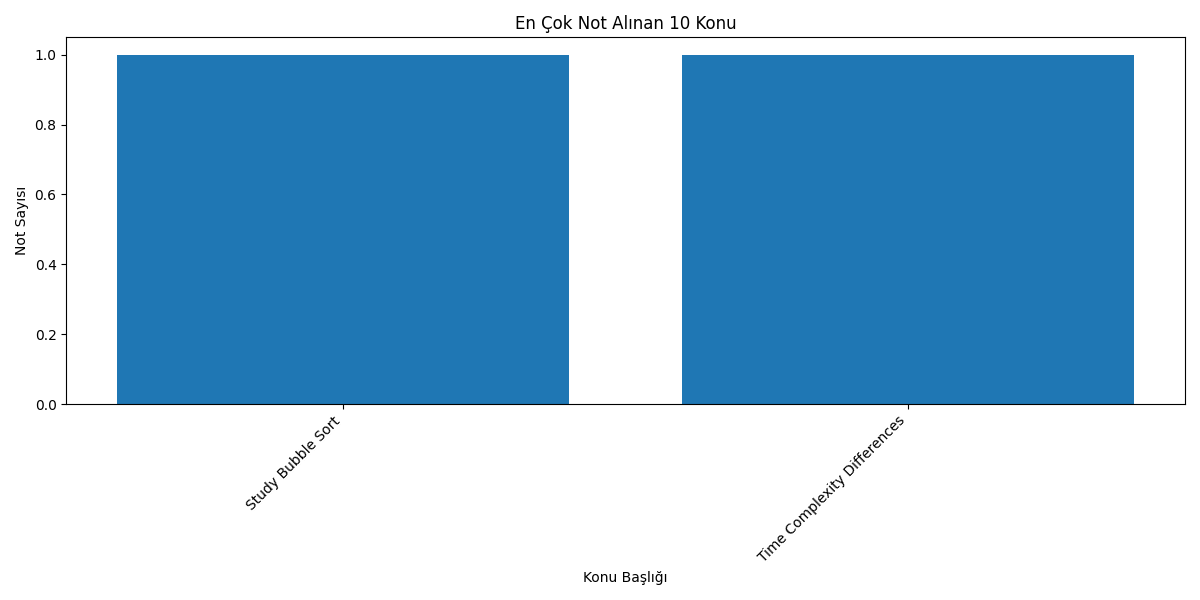 En Çok Not Alınan 10 Konu
Not Sayısı
1.0
0.8
0.6
0.4
0.2
0.0
Study Bubble Sort
Time Complexity Differences
Konu Başlığı